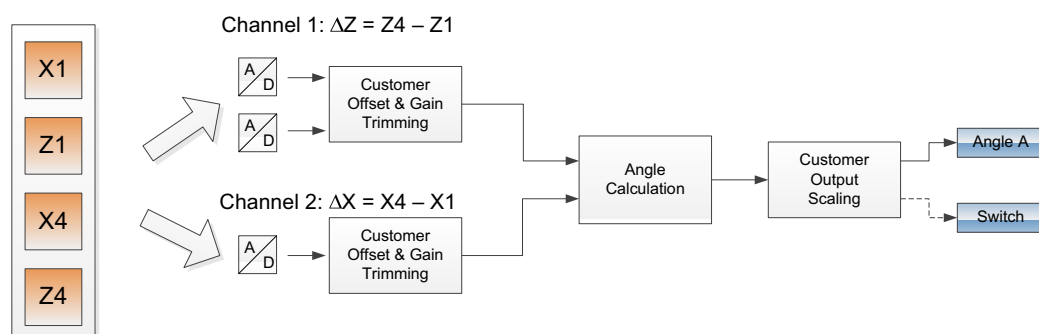 X1
Z1
X4
Z4
Channel 1: ΔZ = Z4 – Z1
A
D
A
D
Customer
Offset & Gain
Trimming
Channel 2: ΔX = X4 – X1
A
D
Customer
Offset & Gain
Trimming
Angle
Calculation
Customer
Output
Scaling
Angle A
Switch